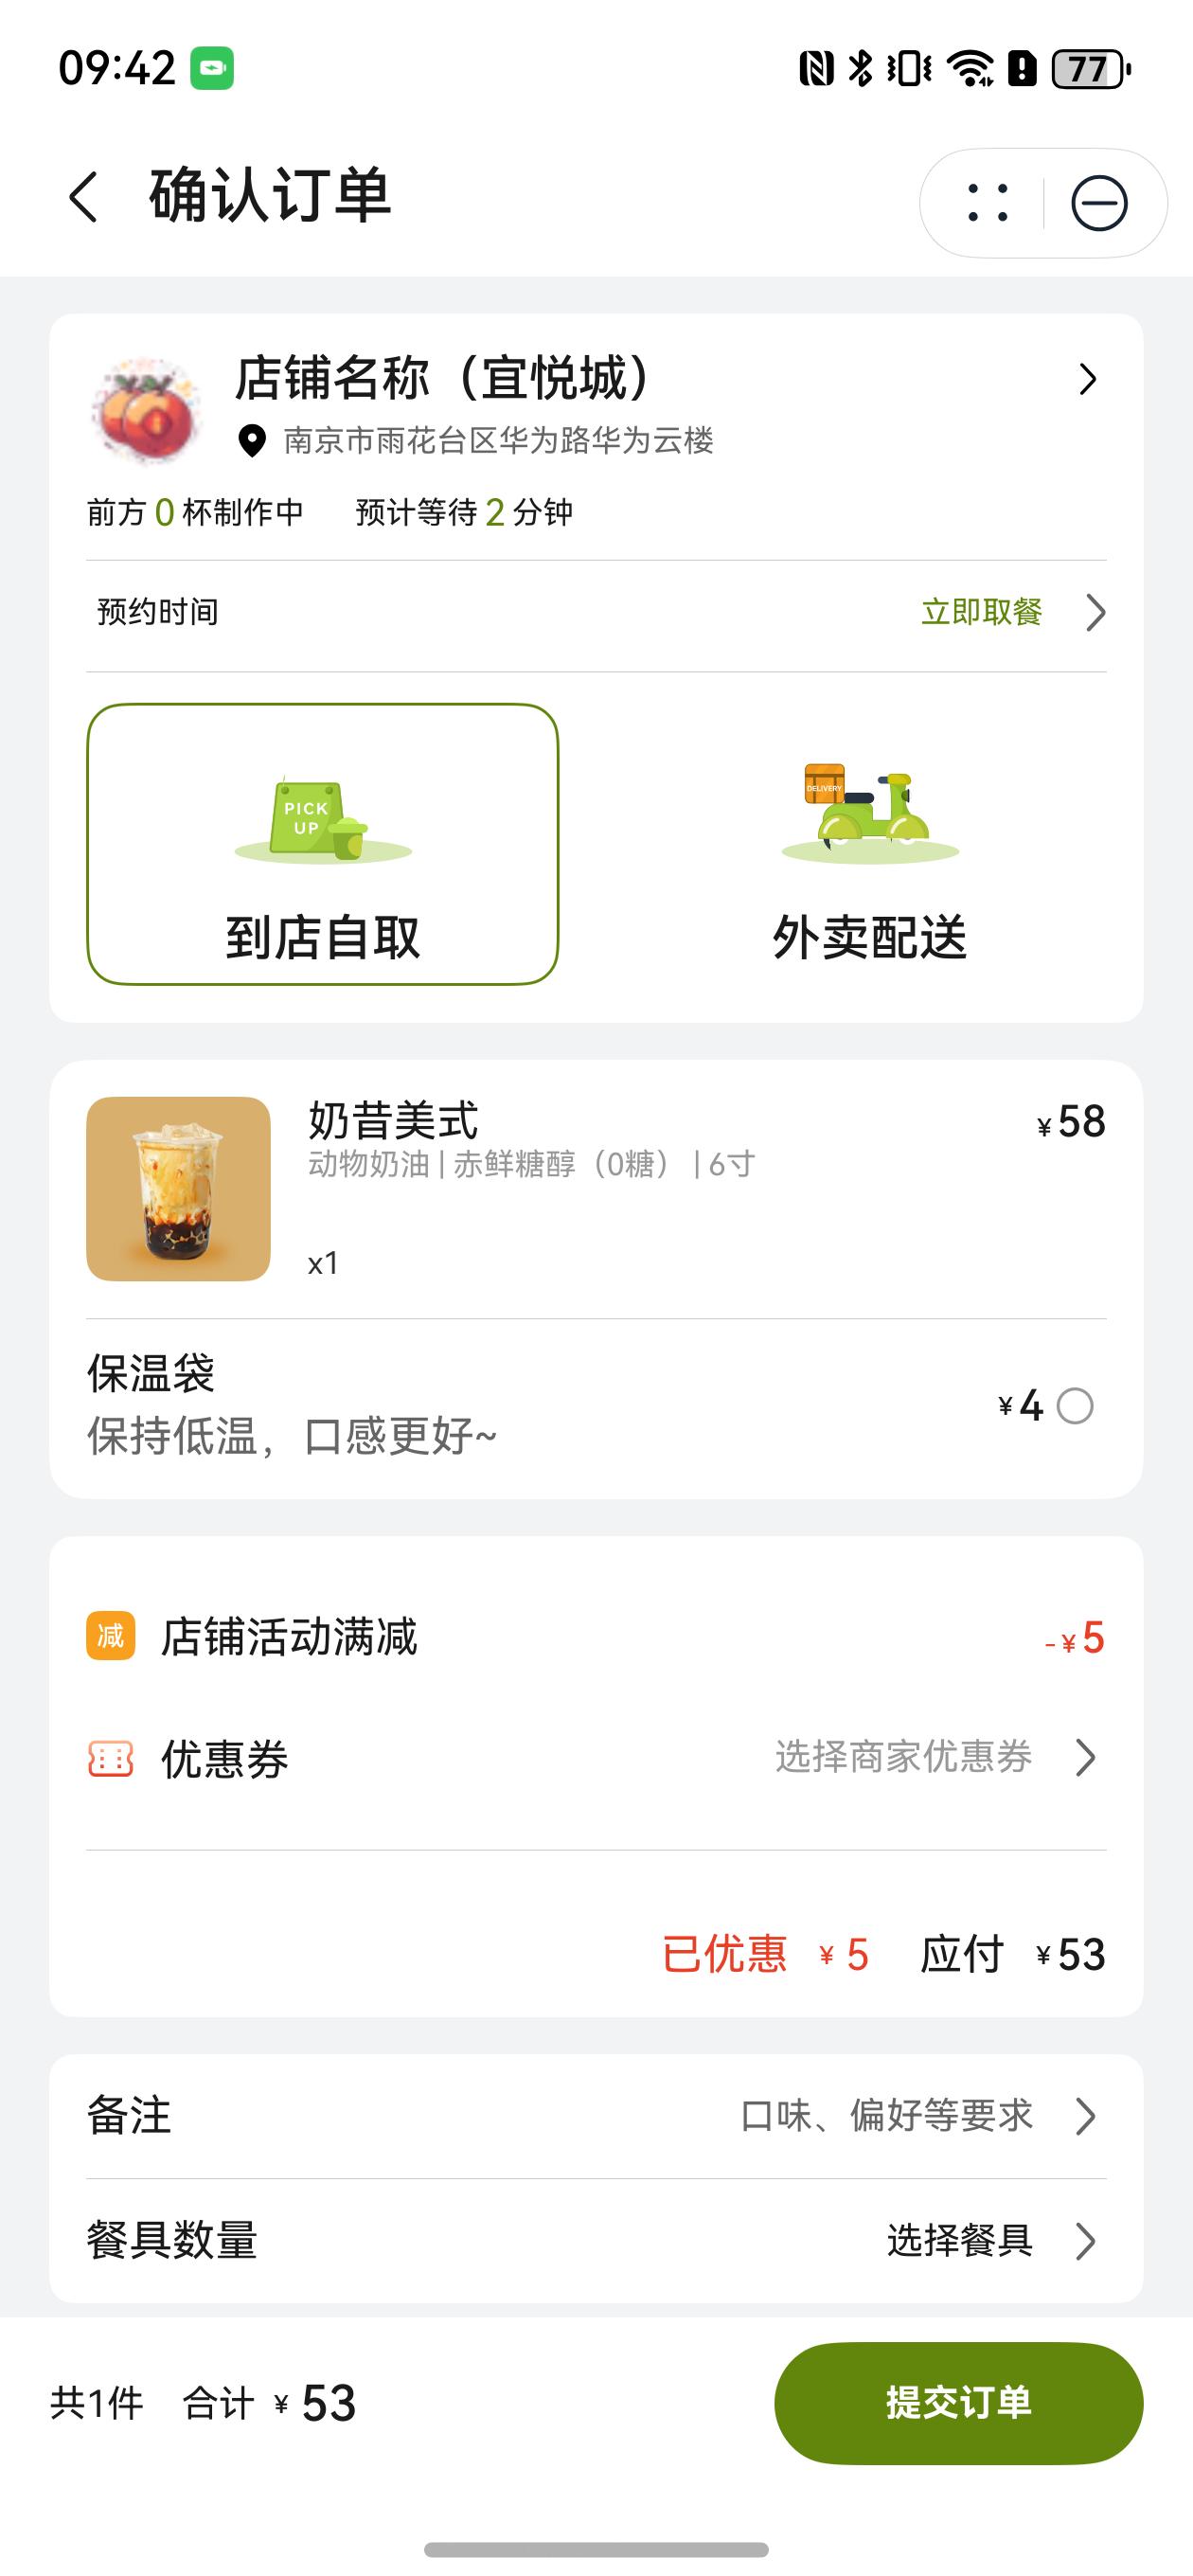 09:42
77
确认订单
店铺名称（宜悦城）
南京市雨花台区华为路华为云楼
前方 0 杯制作中 预计等待 2 分钟
预约时间 立即取餐
PICK
UP
DELIVERY
到店自取 外卖配送
奶昔美式 ¥58
动物奶油 | 赤鲜糖醇（0糖） | 6寸
x1
保温袋
¥4
保持低温，口感更好~
减 店铺活动满减 -¥5
优惠券 选择商家优惠券
已优惠 ¥ 5 应付 ¥53
备注 口味、偏好等要求
餐具数量 选择餐具
共1件 合计 ¥ 53 提交订单